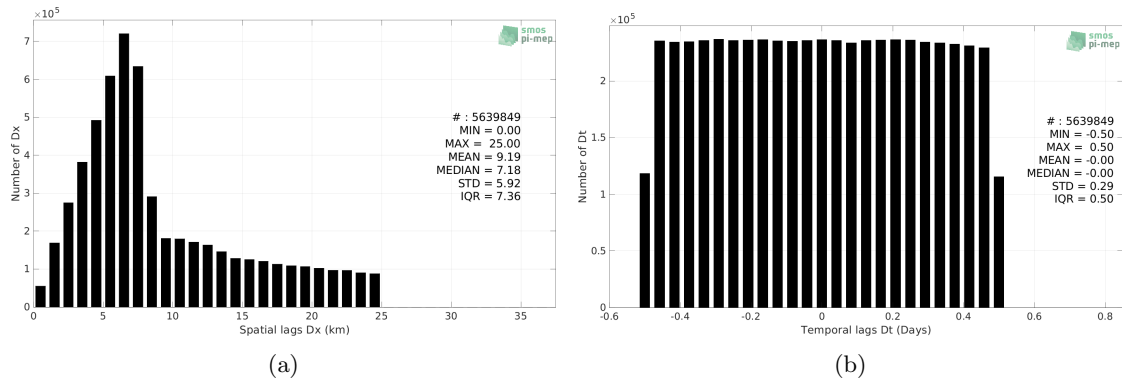 ×10⁵
7
6
5
4
3
2
1
0
Number of Dx
smos
pi-mep
# : 5639849
MIN = 0.00
MAX = 25.00
MEAN = 9.19
MEDIAN = 7.18
STD = 5.92
IQR = 7.36
0 5 10 15 20 25 30 35
Spatial lags Dx (km)
(a)
×10⁵
2
1.5
1
0.5
0
Number of Dt
smos
pi-mep
# : 5639849
MIN = -0.50
MAX = 0.50
MEAN = -0.00
MEDIAN = -0.00
STD = 0.29
IQR = 0.50
-0.6 -0.4 -0.2 0 0.2 0.4 0.6 0.8
Temporal lags Dt (Days)
(b)